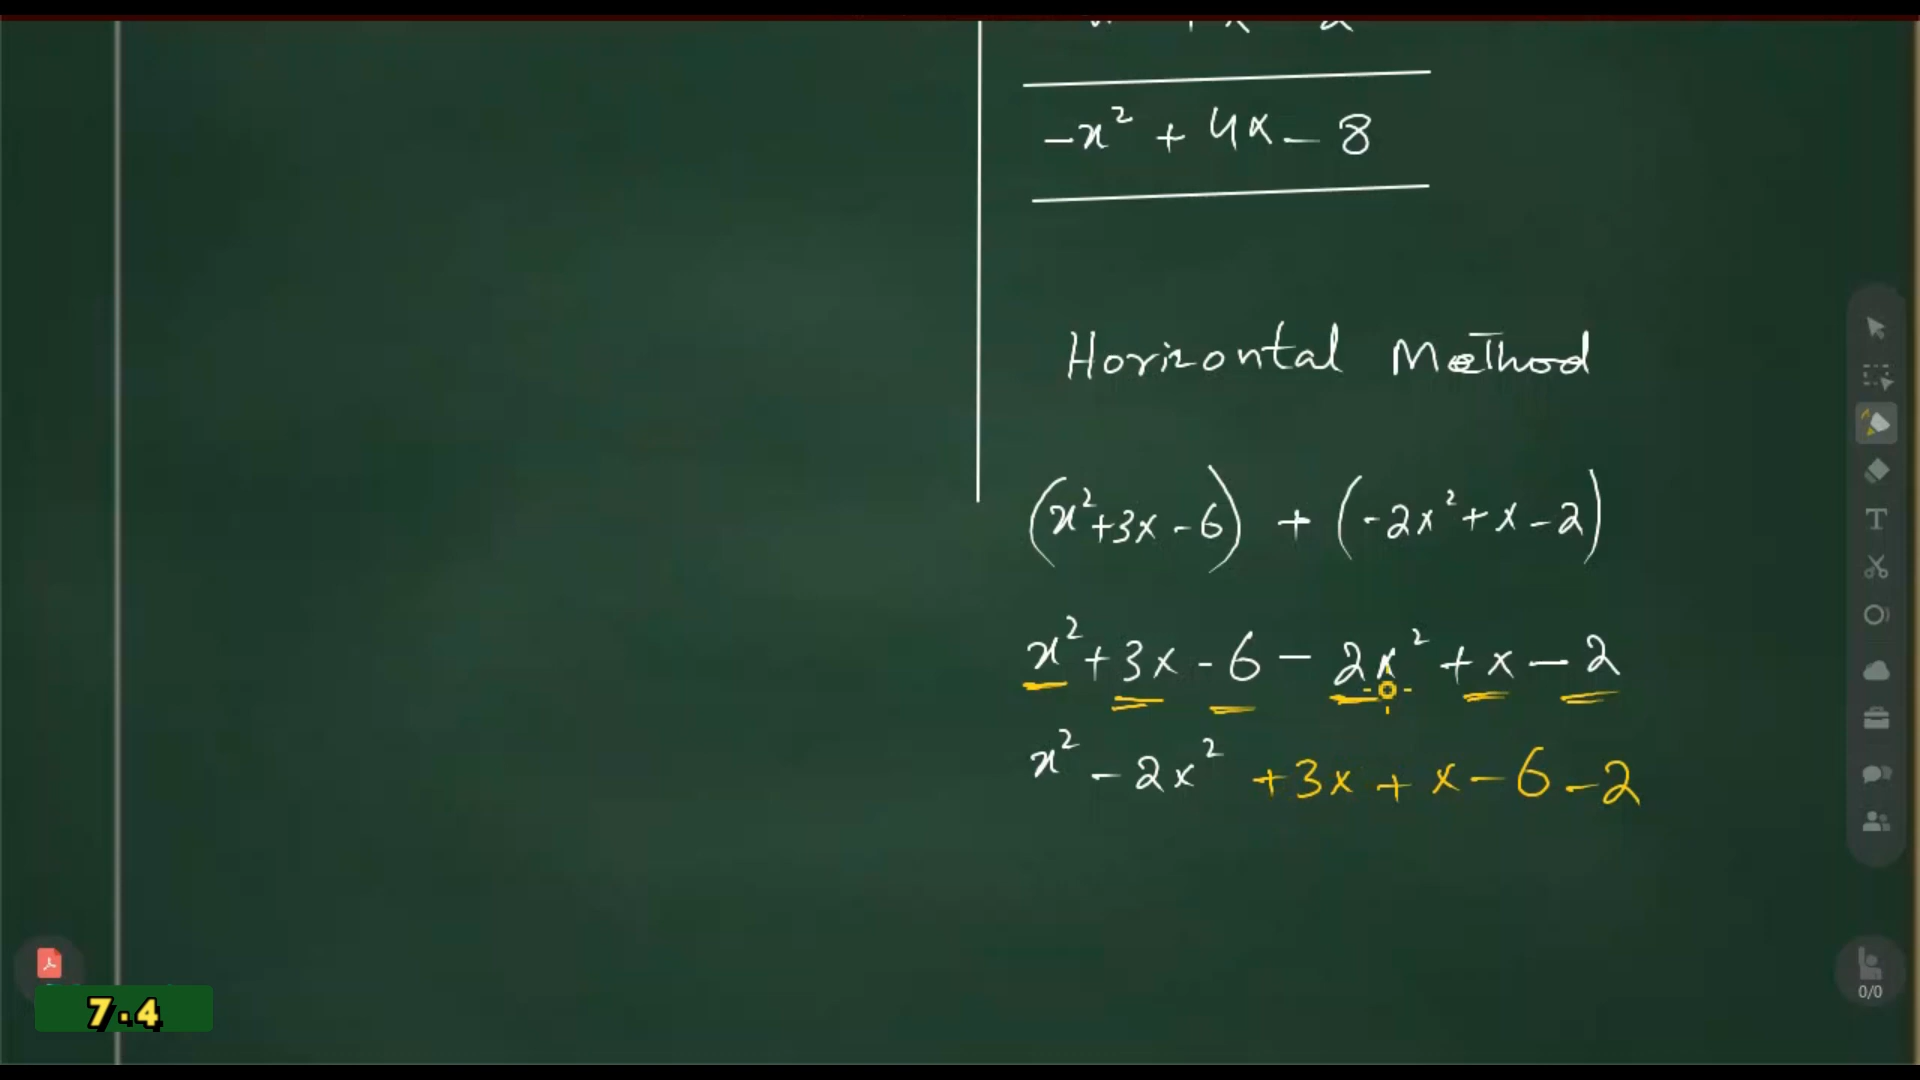 -x² + 4x - 8
Horizontal Method
(x²+3x-6) + (-2x²+x-2)
x²+3x-6-2x²+x-2
x²-2x²+3x+x-6-2
T
0/0
7.4